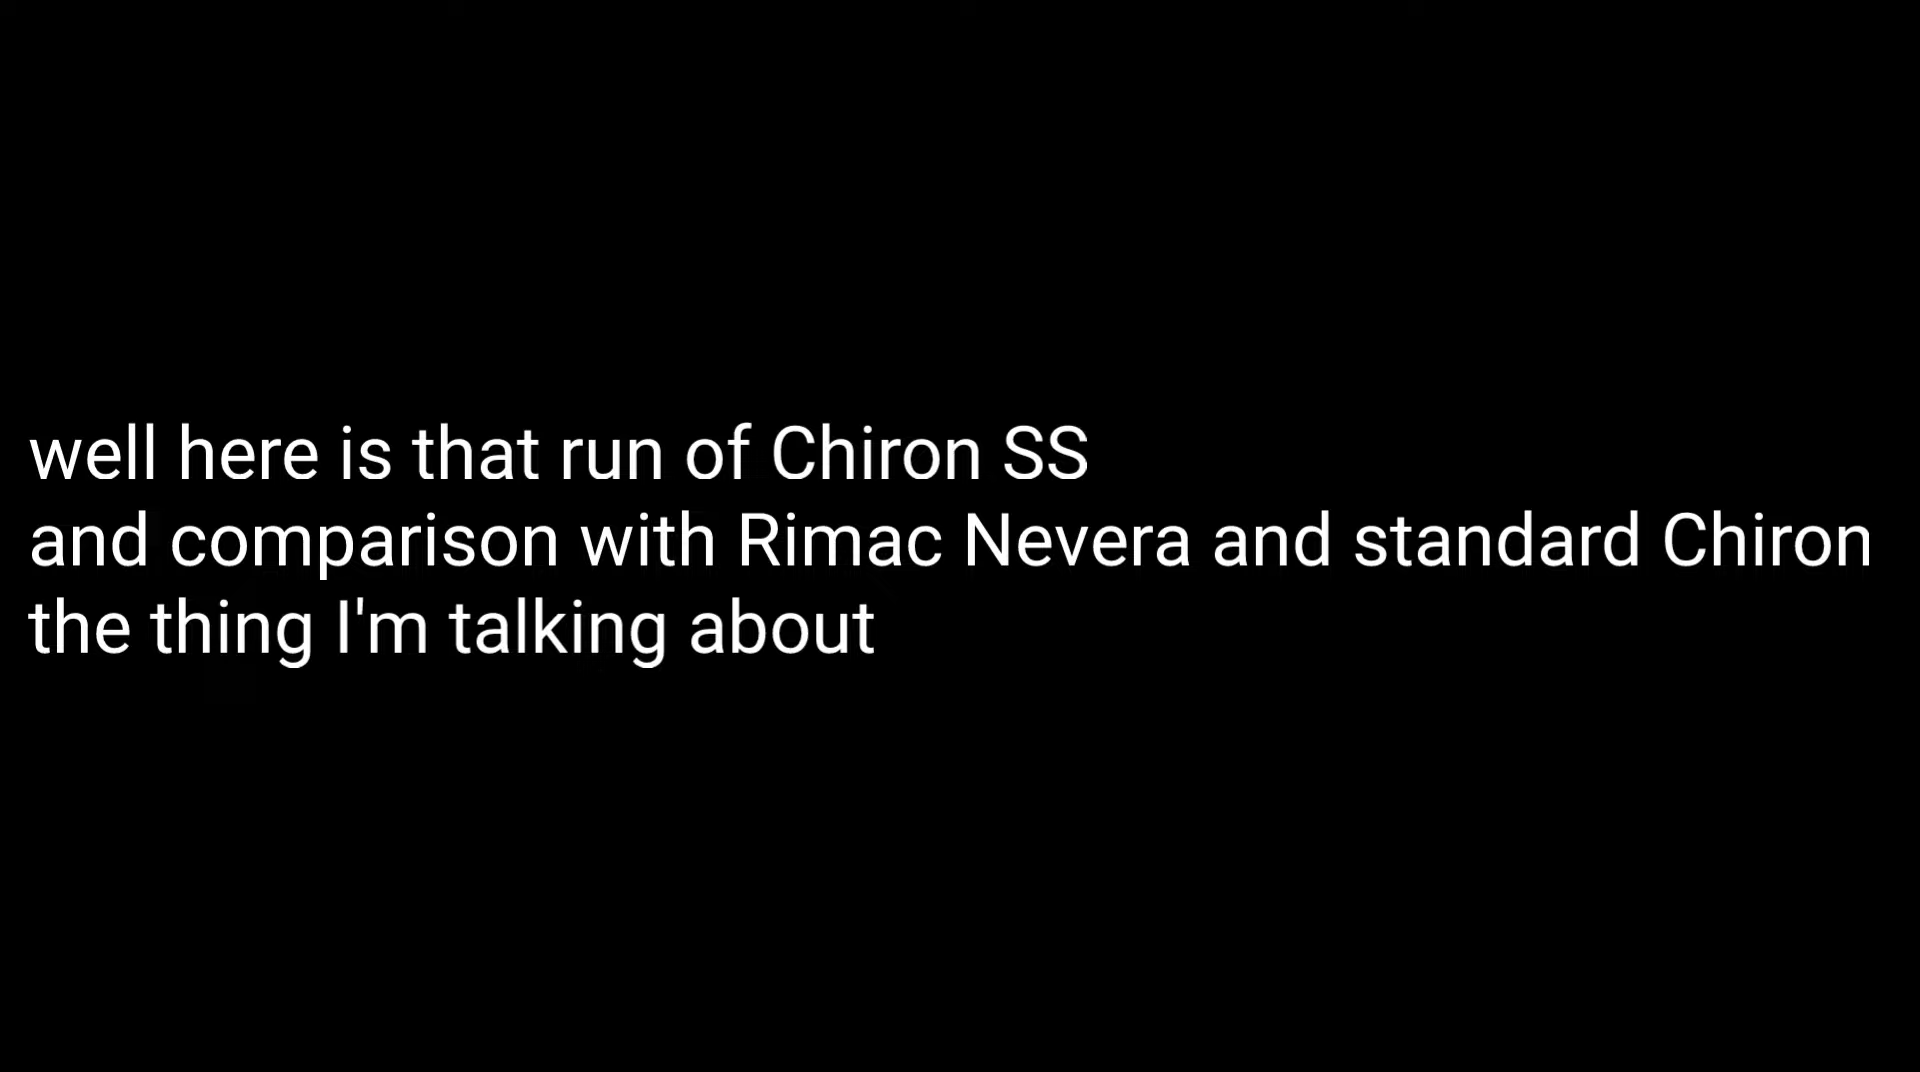 well here is that run of Chiron SS
and comparison with Rimac Nevera and standard Chiron
the thing I'm talking about